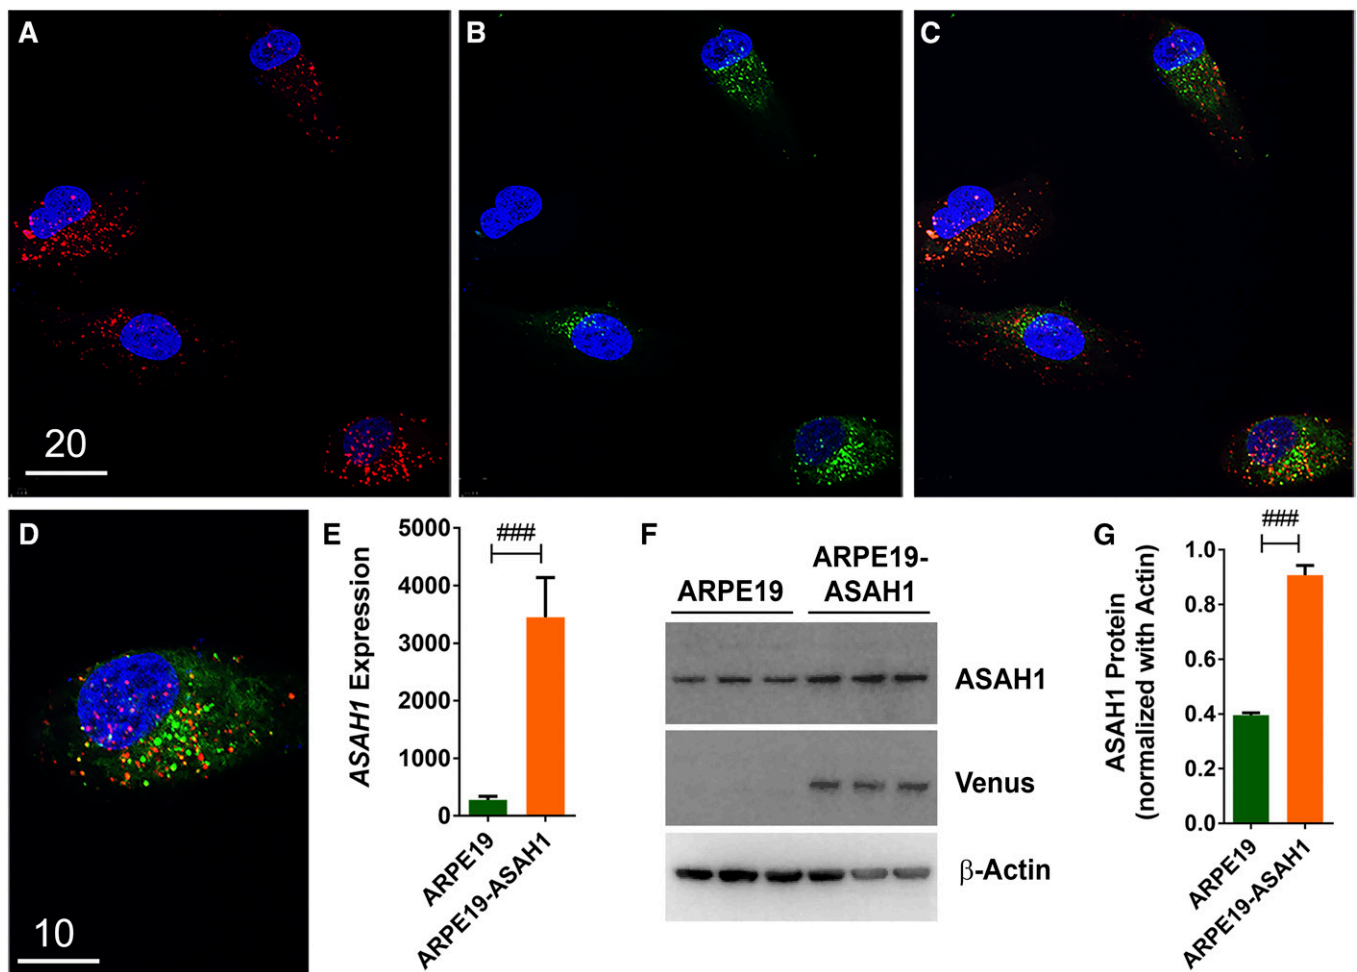 A
B
C
20
D
10
E
ASAH1 Expression
5000
4000
3000
2000
1000
0
###
ARPE19
ARPE19-ASAH1
F
ARPE19
ARPE19-
ASAH1
ASAH1
Venus
β-Actin
G
ASAH1 Protein
(normalized with Actin)
1.0
0.8
0.6
0.4
0.2
0.0
###
ARPE19
ARPE19-ASAH1